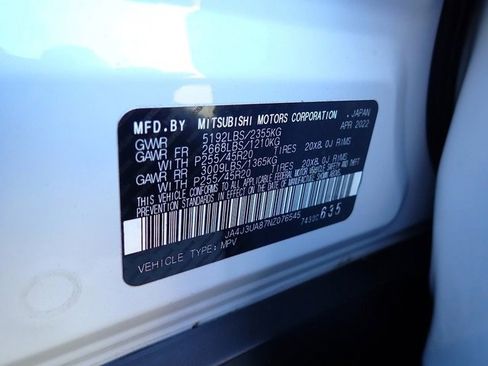 MFD.BY MITSUBISHI MOTORS CORPORATION . JAPAN
APR 2022
GVWR 5192LBS/2355KG
GAWR FR 2668LBS/1210KG
WITH P255/45R20 TIRES 20X8.0J RIMS
GAWR RR 3009LBS/1365KG
WITH P255/45R20 TIRES 20X8.0J RIMS
THIS VEHICLE CONFORMS TO ALL APPLICABLE FEDERAL MOTOR VEHICLE SAFETY AND THEFT
PREVENTION STANDARDS IN EFFECT ON THE DATE OF MANUFACTURE SHOWN ABOVE.
JA4J3UA87NZ076545
7430C 635
VEHICLE TYPE: MPV